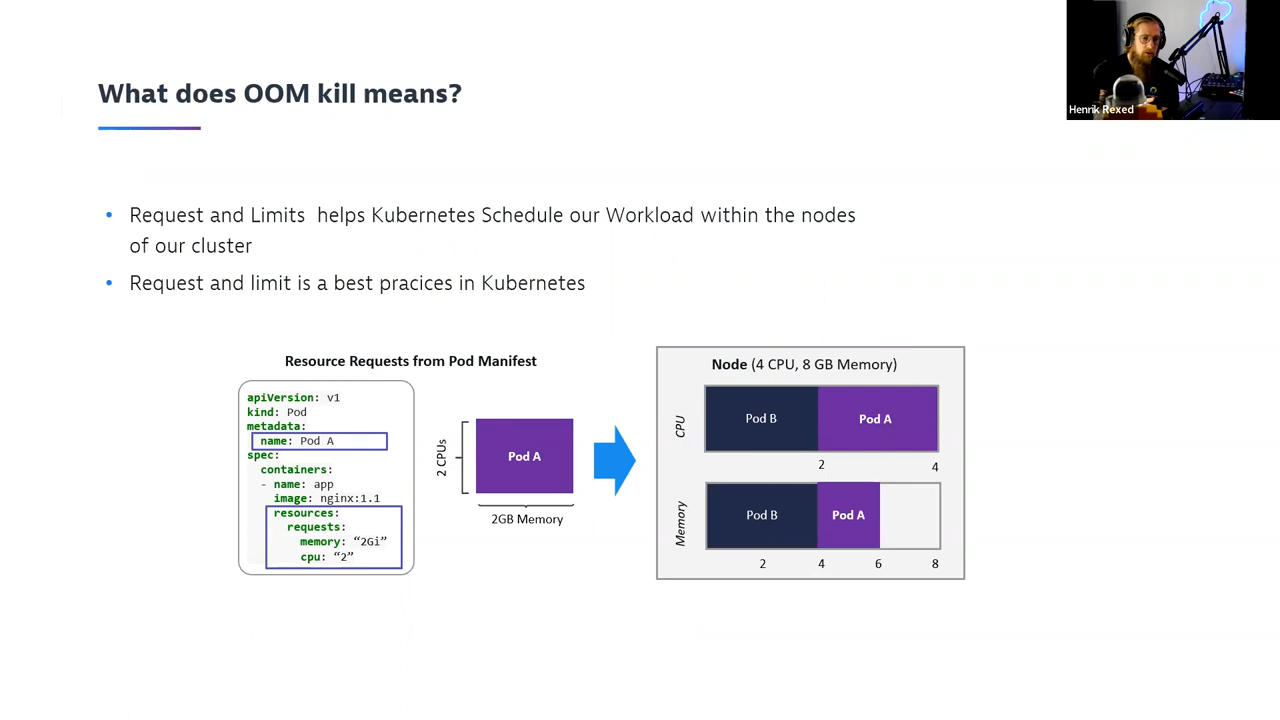 What does OOM kill means?
Henrik Rexed
• Request and Limits helps Kubernetes Schedule our Workload within the nodes
of our cluster
• Request and limit is a best pracices in Kubernetes
Resource Requests from Pod Manifest
apiVersion: v1
kind: Pod
metadata:
name: Pod A
spec:
containers:
- name: app
image: nginx:1.1
resources:
requests:
memory: “2Gi”
cpu: “2”
2 CPUs
Pod A
2GB Memory
Node (4 CPU, 8 GB Memory)
CPU
Pod B
Pod A
2
4
Memory
Pod B
Pod A
2
4
6
8